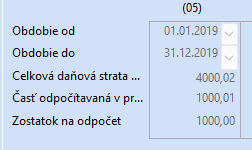 (05)
Obdobie od 01.01.2019
Obdobie do 31.12.2019
Celková daňová strata ... 4000,02
Časť odpočítavaná v pr... 1000,01
Zostatok na odpočet 1000,00